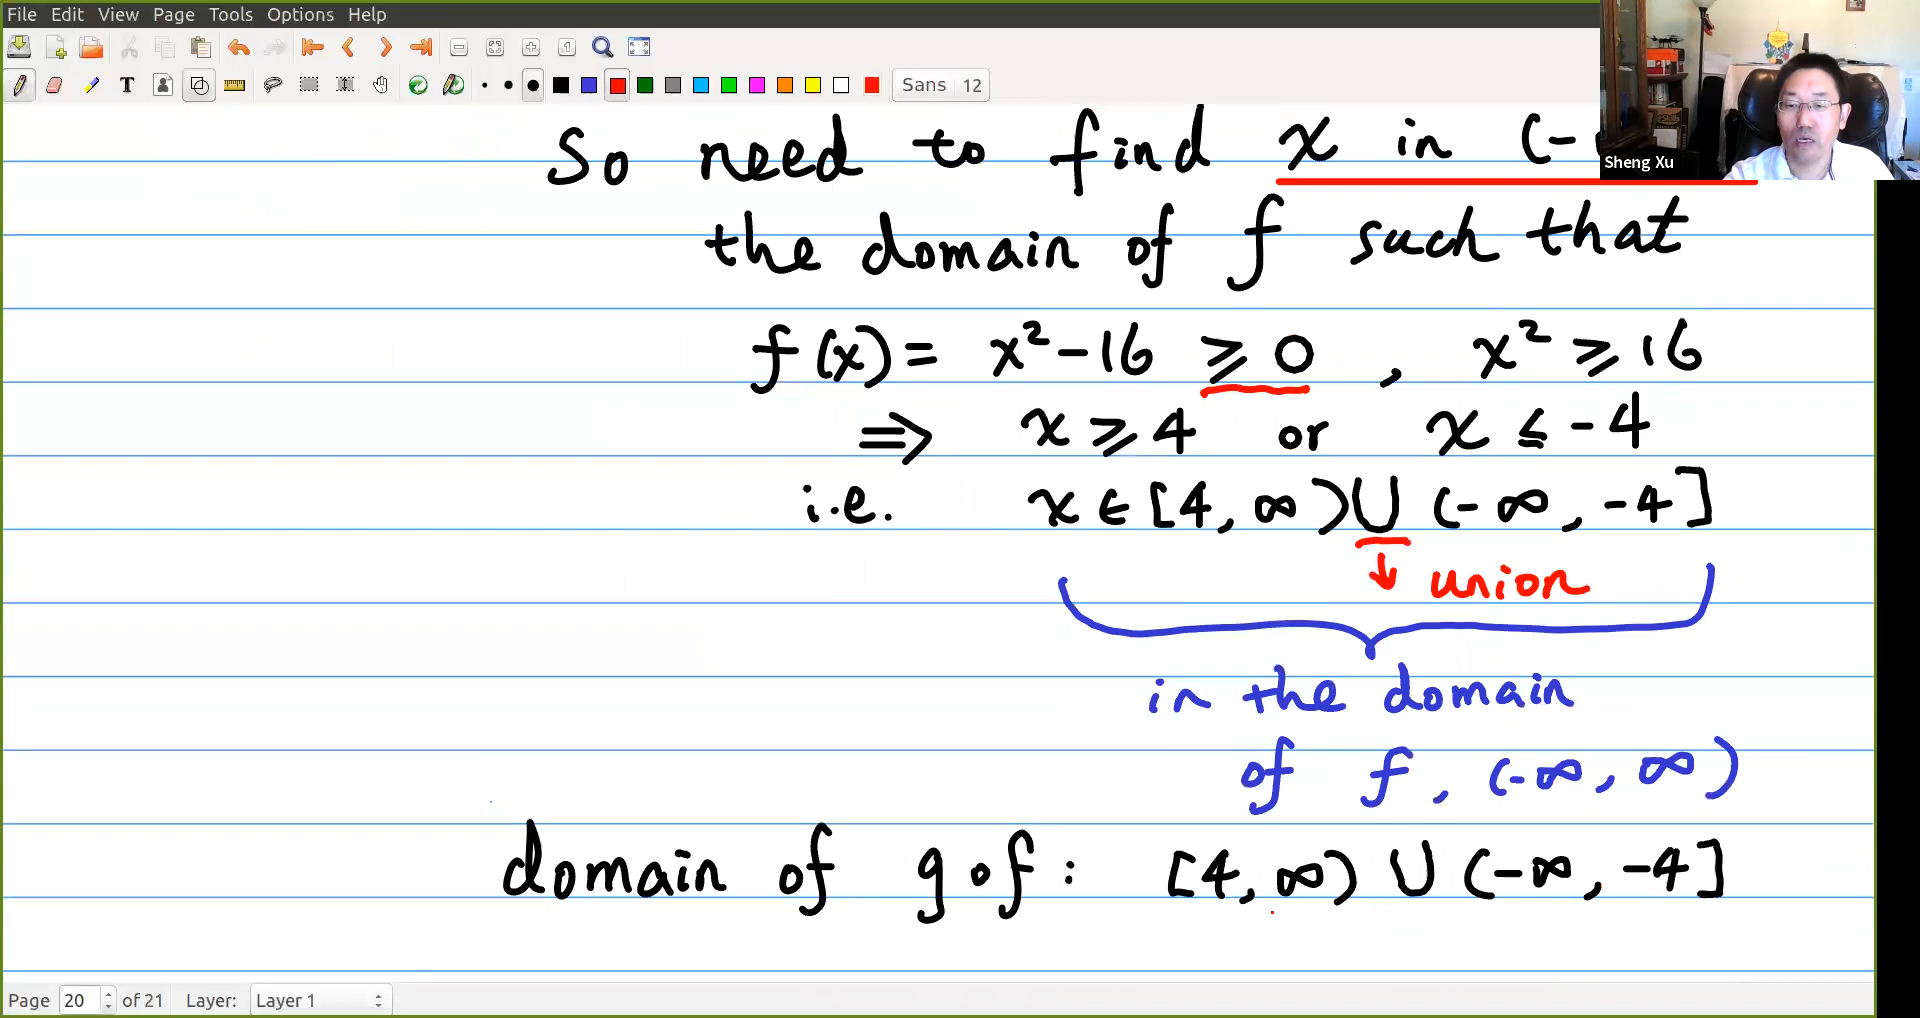 File Edit View Page Tools Options Help
Sans 12
Sheng Xu
So need to find x in (-
the domain of f such that
f(x) = x² - 16 ≥ 0 , x² ≥ 16
⇒ x ≥ 4 or x ≤ -4
i.e. x ∈ [4, ∞) ∪ (-∞, -4]
↓ union
in the domain
of f, (-∞, ∞)
domain of g∘f: [4, ∞) ∪ (-∞, -4]
Page 20 of 21 Layer: Layer 1